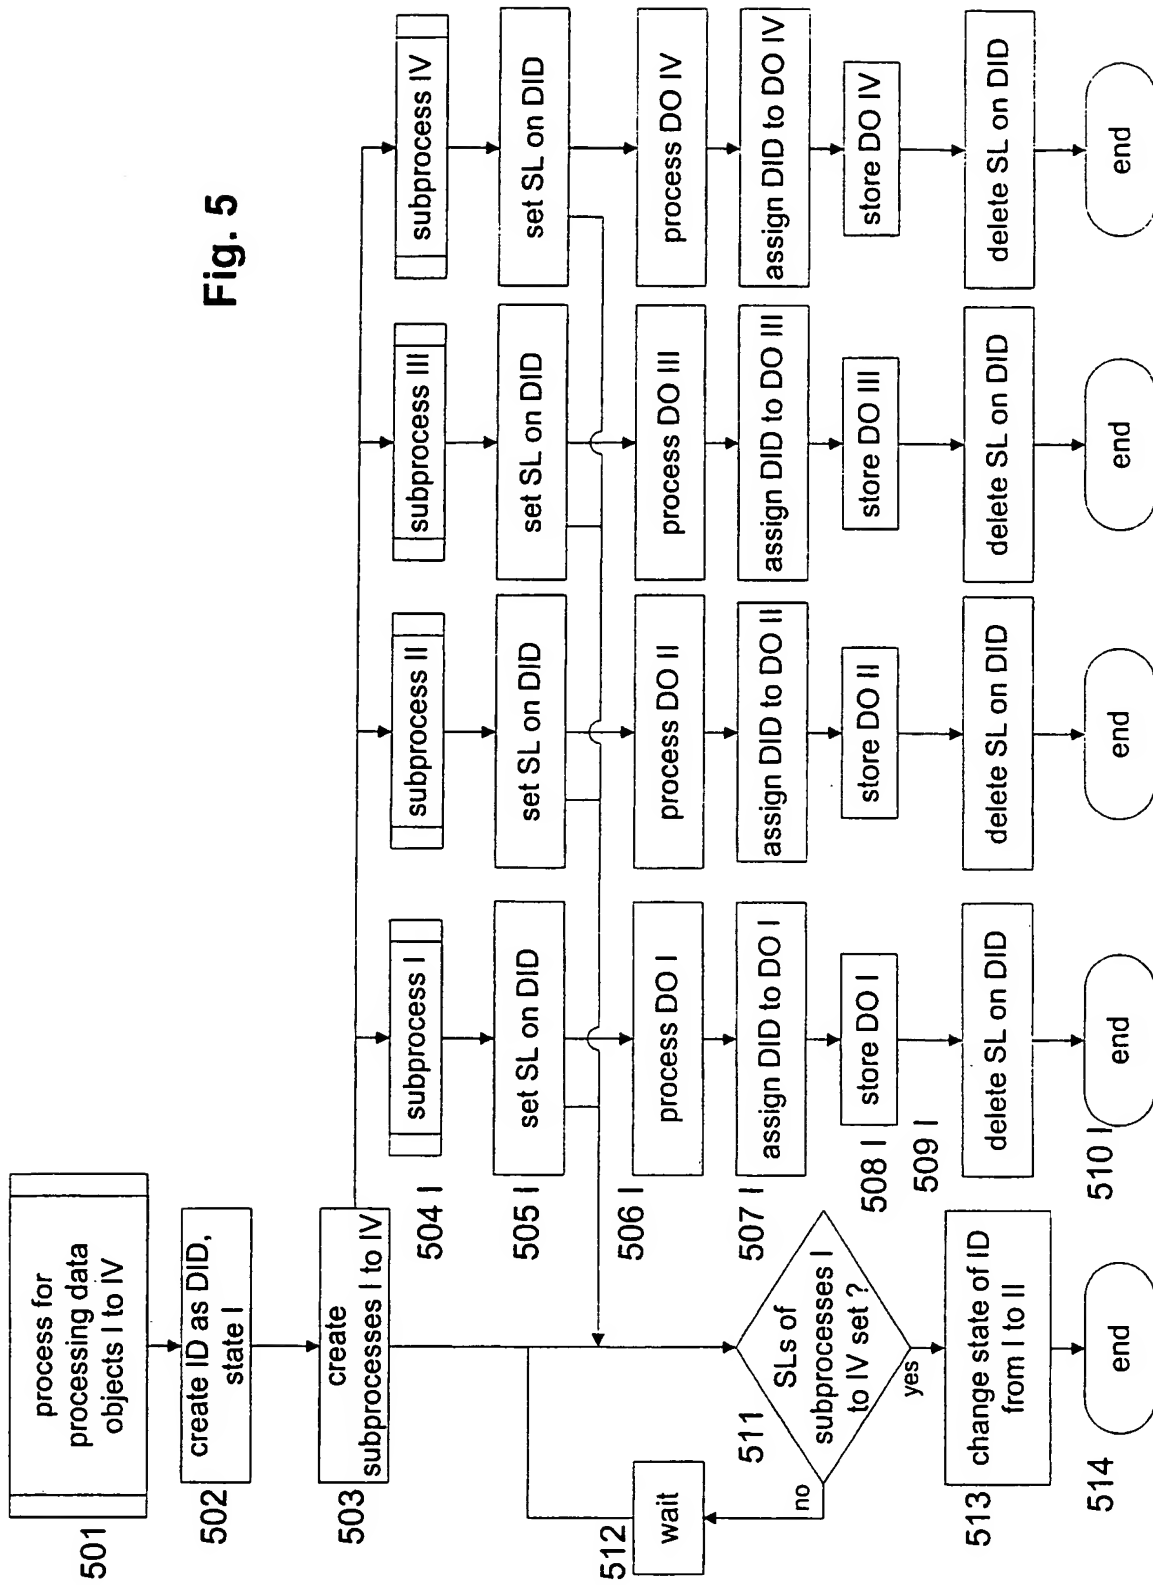 Fig. 5
501
process for
processing data
objects I to IV
502
create ID as DID,
state I
503
create
subprocesses I to IV
504 I
subprocess I
subprocess II
subprocess III
subprocess IV
505 I
set SL on DID
set SL on DID
set SL on DID
set SL on DID
506 I
process DO I
process DO II
process DO III
process DO IV
507 I
assign DID to DO I
assign DID to DO II
assign DID to DO III
assign DID to DO IV
508 I
store DO I
store DO II
store DO III
store DO IV
509 I
delete SL on DID
delete SL on DID
delete SL on DID
delete SL on DID
510 I
end
end
end
end
511
SLs of
subprocesses I
to IV set ?
no
yes
512
wait
513
change state of ID
from I to II
514
end